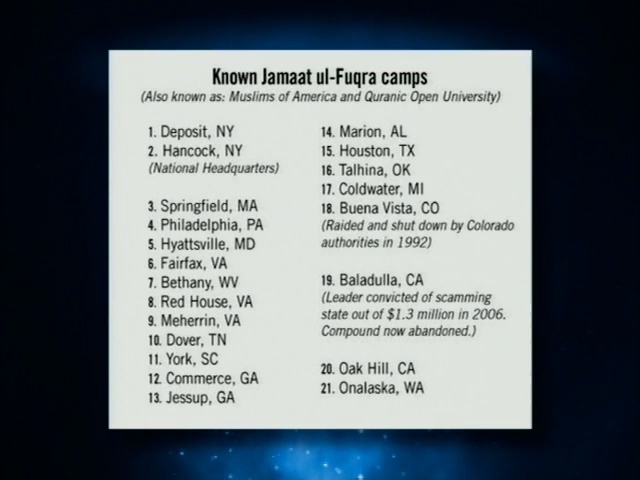 Known Jamaat ul-Fuqra camps
(Also known as: Muslims of America and Quranic Open University)
1. Deposit, NY
2. Hancock, NY
(National Headquarters)
3. Springfield, MA
4. Philadelphia, PA
5. Hyattsville, MD
6. Fairfax, VA
7. Bethany, WV
8. Red House, VA
9. Meherrin, VA
10. Dover, TN
11. York, SC
12. Commerce, GA
13. Jessup, GA
14. Marion, AL
15. Houston, TX
16. Talhina, OK
17. Coldwater, MI
18. Buena Vista, CO
(Raided and shut down by Colorado
authorities in 1992)
19. Baladulla, CA
(Leader convicted of scamming
state out of $1.3 million in 2006.
Compound now abandoned.)
20. Oak Hill, CA
21. Onalaska, WA